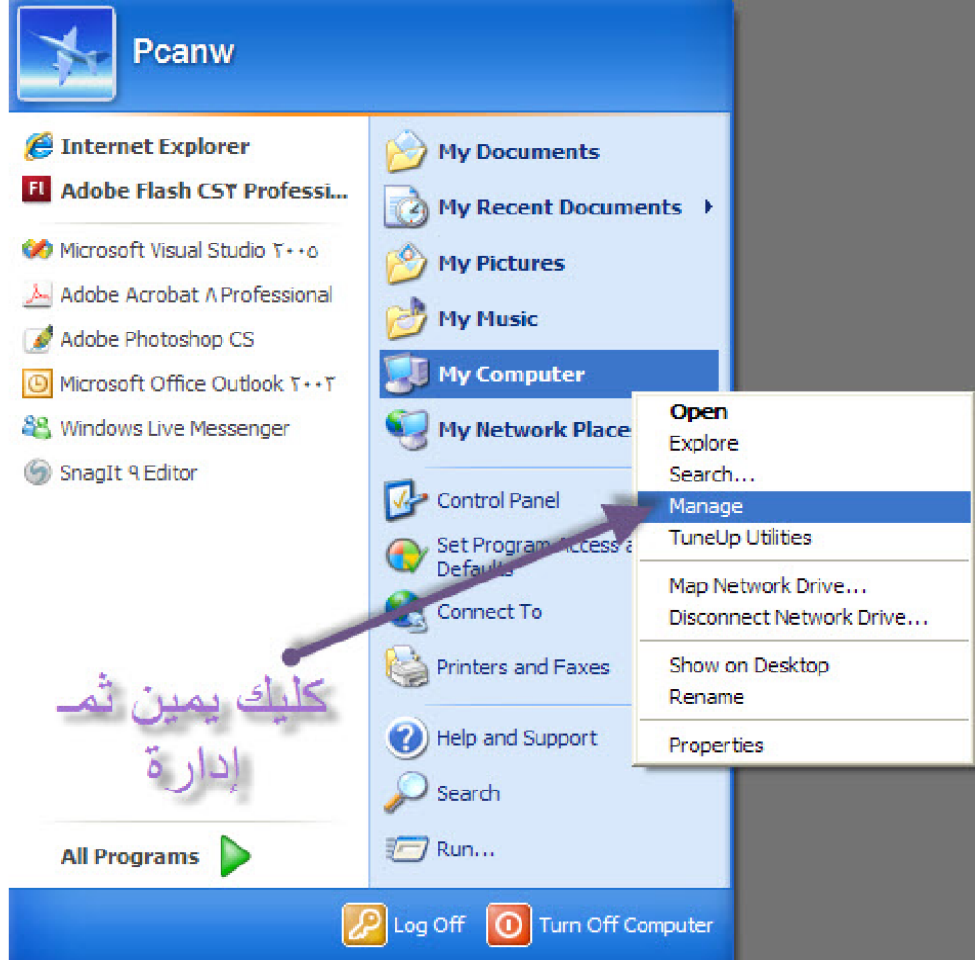 Pcanw
Internet Explorer
Adobe Flash CS٣ Professi...
Microsoft Visual Studio ٢٠٠٥
Adobe Acrobat ٨ Professional
Adobe Photoshop CS
Microsoft Office Outlook ٢٠٠٣
Windows Live Messenger
SnagIt ٩ Editor
كليك يمين ثمـ
إدارة
All Programs
My Documents
My Recent Documents
My Pictures
My Music
My Computer
My Network Place
Control Panel
Set Program Access a
Defaults
Connect To
Printers and Faxes
Help and Support
Search
Run...
Open
Explore
Search...
Manage
TuneUp Utilities
Map Network Drive...
Disconnect Network Drive...
Show on Desktop
Rename
Properties
Log Off
Turn Off Computer